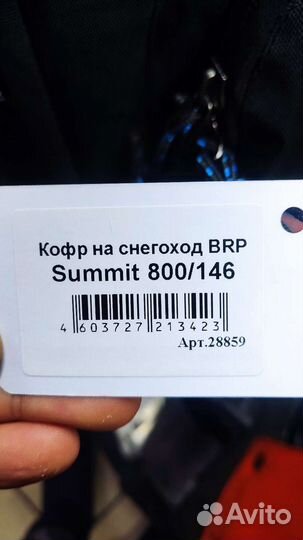 Кофр на снегоход BRP
Summit 800/146
4 603727 213423
Арт.28859
Avito